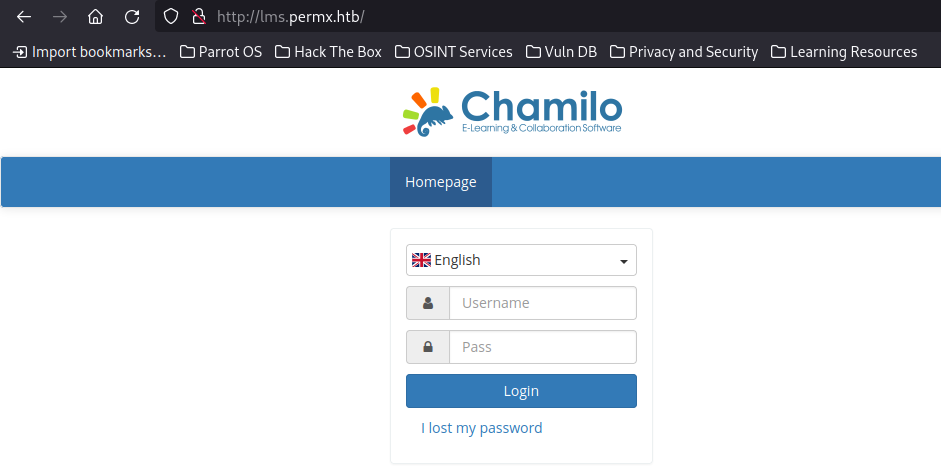 http://lms.permx.htb/
Import bookmarks… Parrot OS Hack The Box OSINT Services Vuln DB Privacy and Security Learning Resources
Chamilo
E-Learning & Collaboration Software
Homepage
English
Username
Pass
Login
I lost my password